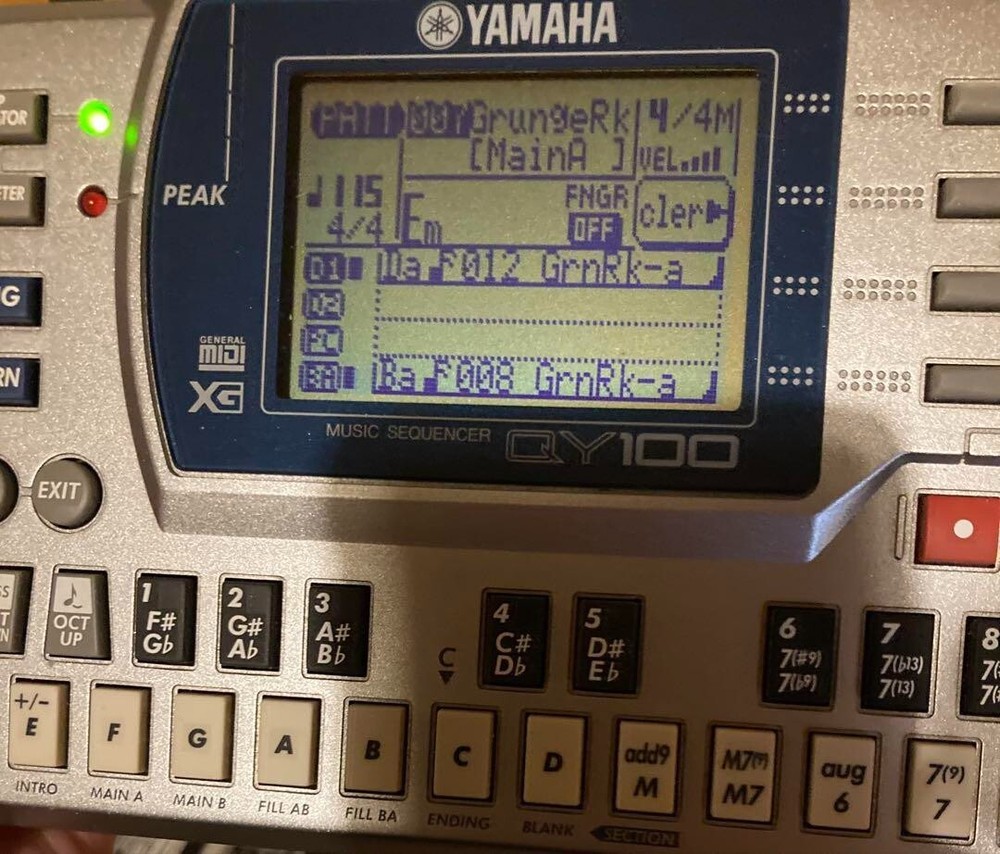 YAMAHA
TOR
PATT 001 GrungeRk 4/4M
[MainA ] VEL
ETER
PEAK
♩115 FNGR cler
4/4 Em OFF
D1 Ma P012 GrnRk-a
D2
PC
BA Ba P008 GrnRk-a
G
RN
GENERAL
MIDI
XG
MUSIC SEQUENCER QY100
EXIT
OCT
UP
1
F#
G♭
2
G#
A♭
3
A#
B♭
C
4
C#
D♭
5
D#
E♭
6
7(#9)
7(♭9)
7
7(♭13)
7(13)
8
+/-
E
F
G
A
B
C
D
add9
M
M7(9)
M7
aug
6
7(9)
7
INTRO
MAIN A
MAIN B
FILL AB
FILL BA
ENDING
BLANK
SECTION